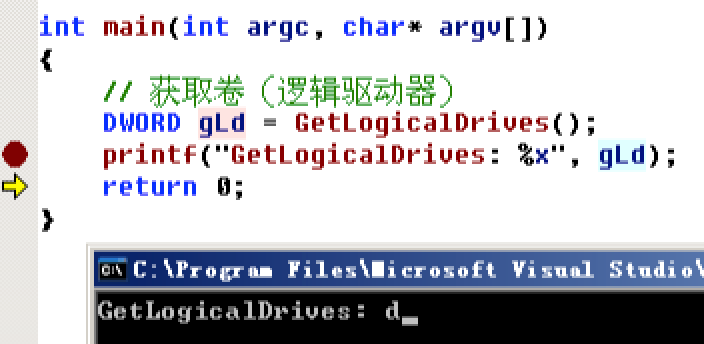 int main(int argc, char* argv[])
{
// 获取卷（逻辑驱动器）
DWORD gLd = GetLogicalDrives();
printf("GetLogicalDrives: %x", gLd);
return 0;
}
C:\Program Files\Microsoft Visual Studio\
GetLogicalDrives: d_